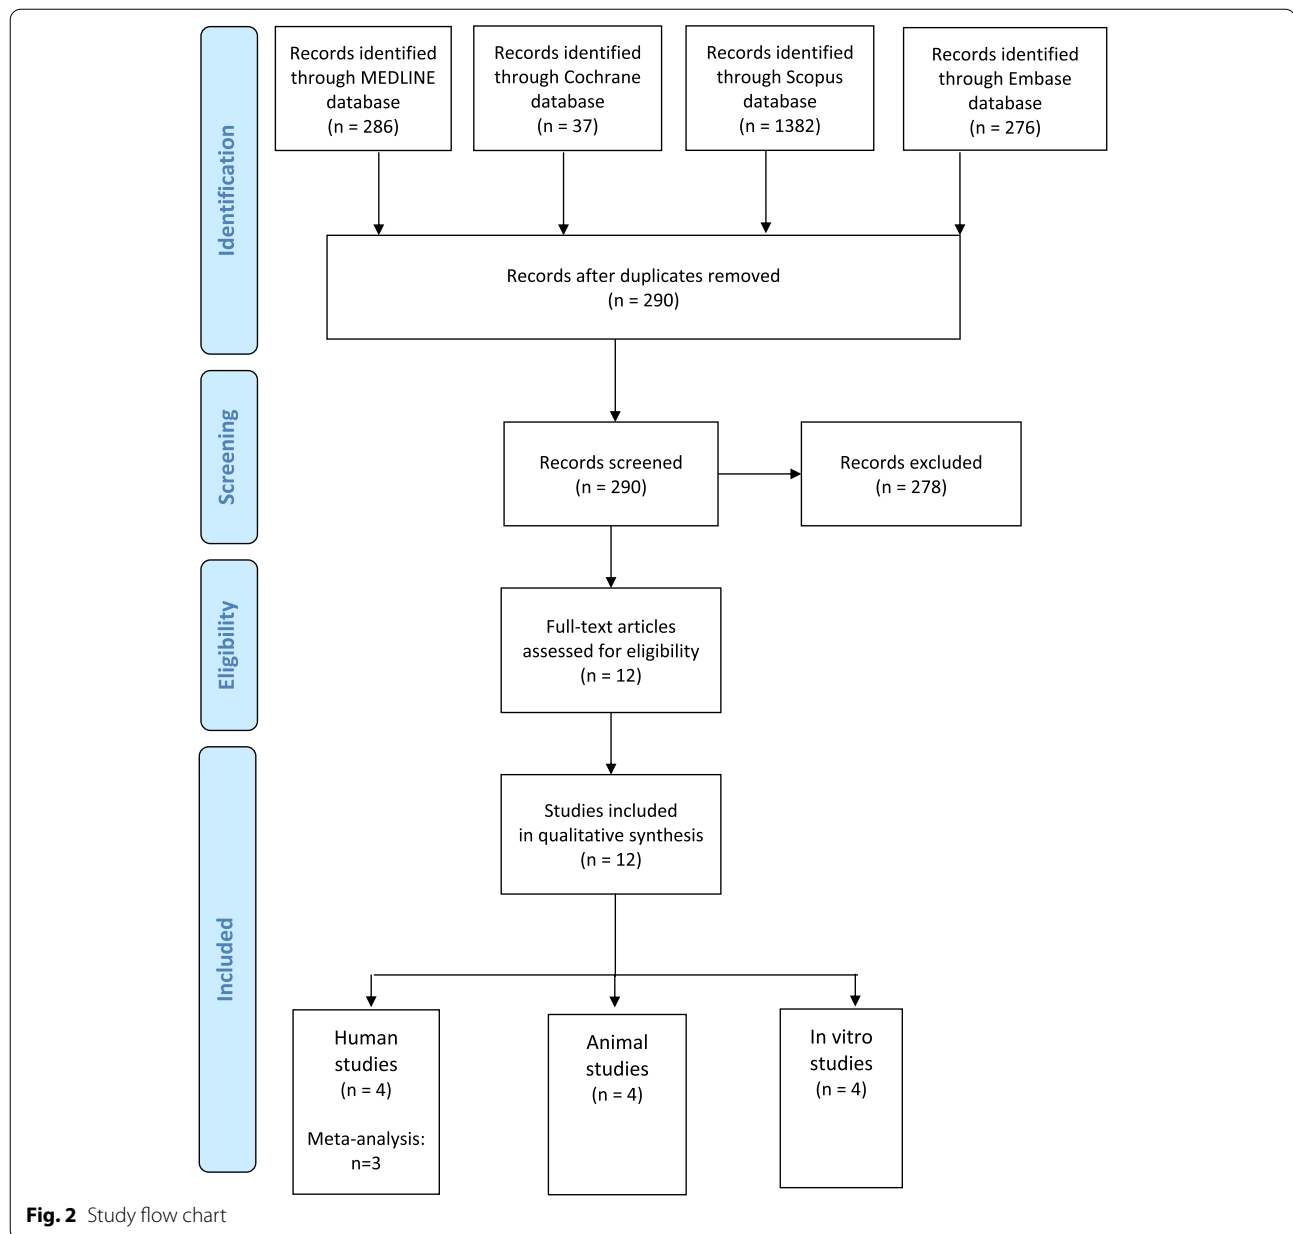 Identification
Records identified
through MEDLINE
database
(n = 286)
Records identified
through Cochrane
database
(n = 37)
Records identified
through Scopus
database
(n = 1382)
Records identified
through Embase
database
(n = 276)
Records after duplicates removed
(n = 290)
Screening
Records screened
(n = 290)
Records excluded
(n = 278)
Eligibility
Full-text articles
assessed for eligibility
(n = 12)
Included
Studies included
in qualitative synthesis
(n = 12)
Human
studies
(n = 4)
Meta-analysis:
n=3
Animal
studies
(n = 4)
In vitro
studies
(n = 4)
Fig. 2 Study flow chart